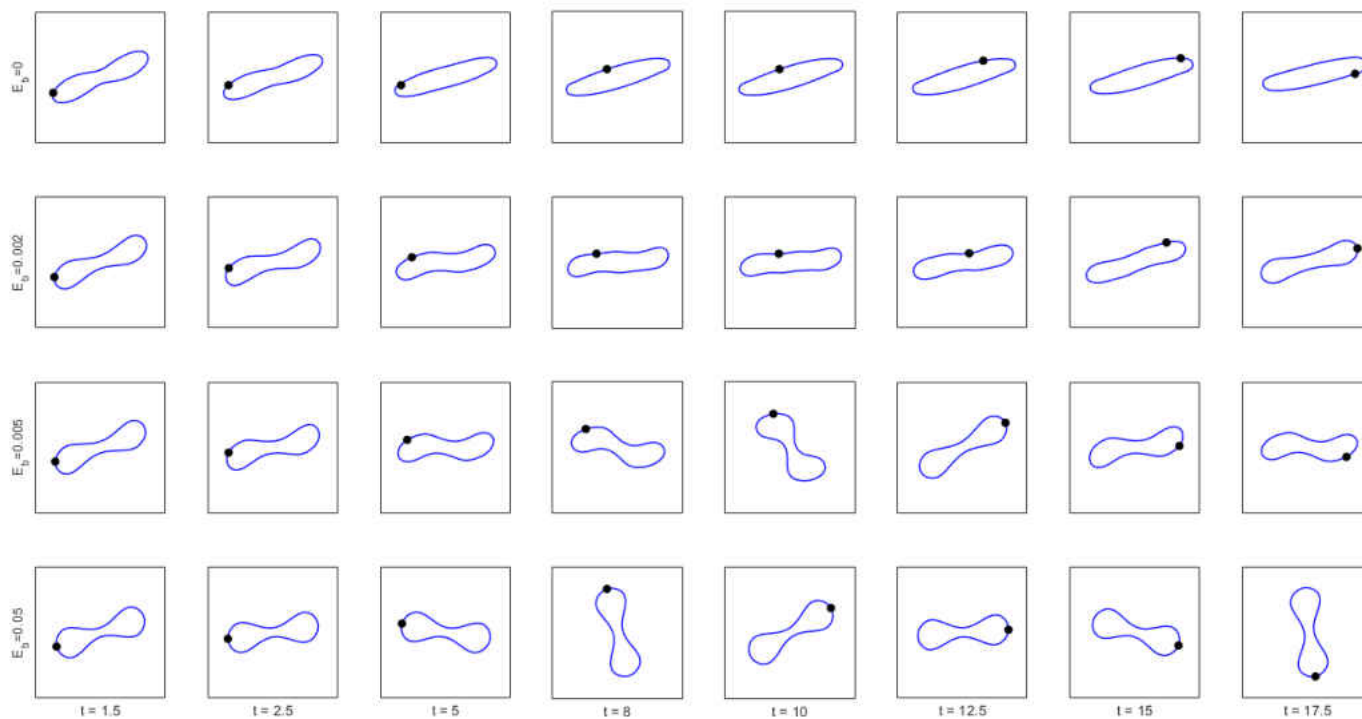 E_b=0
E_b=0.002
E_b=0.005
E_b=0.05
t = 1.5
t = 2.5
t = 5
t = 8
t = 10
t = 12.5
t = 15
t = 17.5